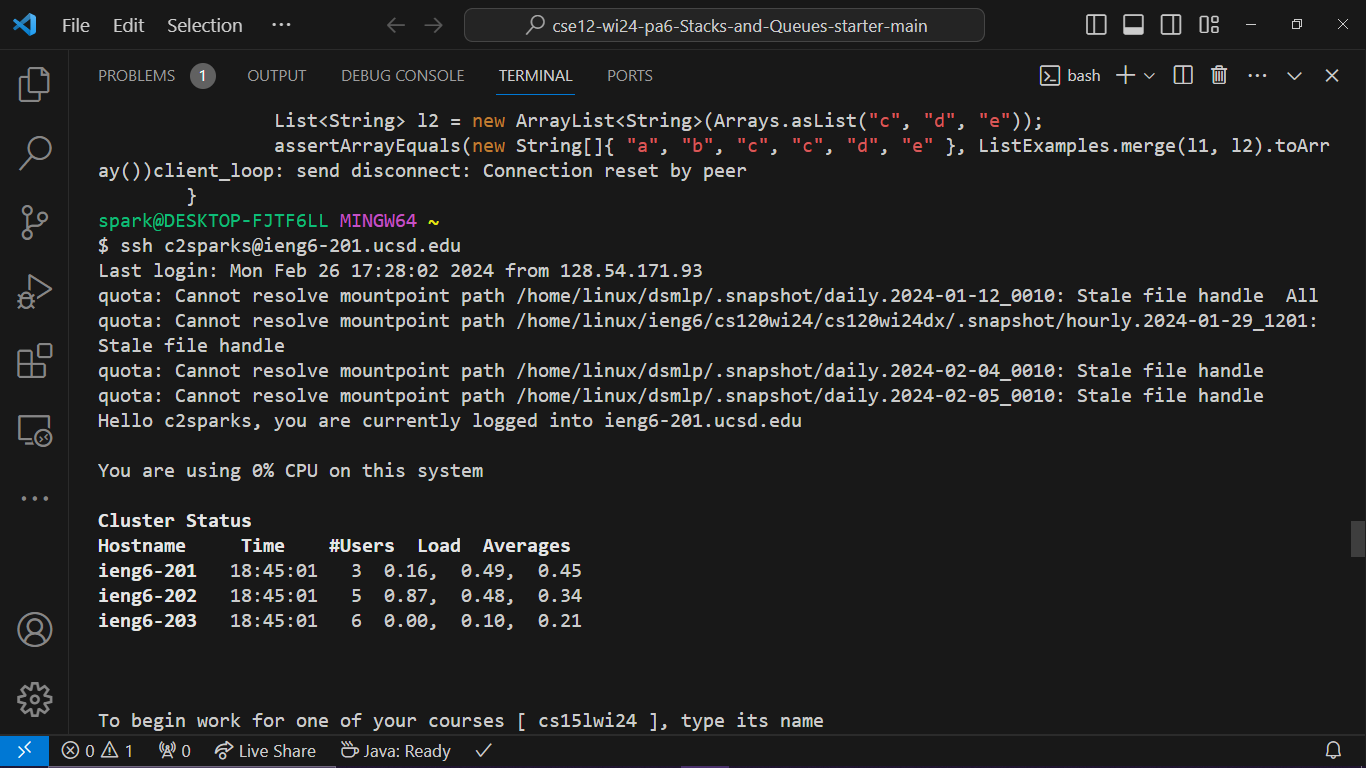 File Edit Selection ··· cse12-wi24-pa6-Stacks-and-Queues-starter-main
PROBLEMS 1 OUTPUT DEBUG CONSOLE TERMINAL PORTS bash ···
List<String> l2 = new ArrayList<String>(Arrays.asList("c", "d", "e"));
assertArrayEquals(new String[]{ "a", "b", "c", "c", "d", "e" }, ListExamples.merge(l1, l2).toArr
ay())client_loop: send disconnect: Connection reset by peer
}
spark@DESKTOP-FJTF6LL MINGW64 ~
$ ssh c2sparks@ieng6-201.ucsd.edu
Last login: Mon Feb 26 17:28:02 2024 from 128.54.171.93
quota: Cannot resolve mountpoint path /home/linux/dsmlp/.snapshot/daily.2024-01-12_0010: Stale file handle  All
quota: Cannot resolve mountpoint path /home/linux/ieng6/cs120wi24/cs120wi24dx/.snapshot/hourly.2024-01-29_1201:
Stale file handle
quota: Cannot resolve mountpoint path /home/linux/dsmlp/.snapshot/daily.2024-02-04_0010: Stale file handle
quota: Cannot resolve mountpoint path /home/linux/dsmlp/.snapshot/daily.2024-02-05_0010: Stale file handle
Hello c2sparks, you are currently logged into ieng6-201.ucsd.edu
You are using 0% CPU on this system
Cluster Status
Hostname     Time    #Users  Load  Averages
ieng6-201   18:45:01   3  0.16,  0.49,  0.45
ieng6-202   18:45:01   5  0.87,  0.48,  0.34
ieng6-203   18:45:01   6  0.00,  0.10,  0.21
To begin work for one of your courses [ cs15lwi24 ], type its name
0 1 0 Live Share Java: Ready